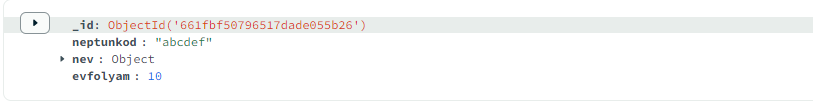 _id: ObjectId('661fbf50796517dade055b26')
neptunkod : "abcdef"
nev : Object
evfolyam : 10